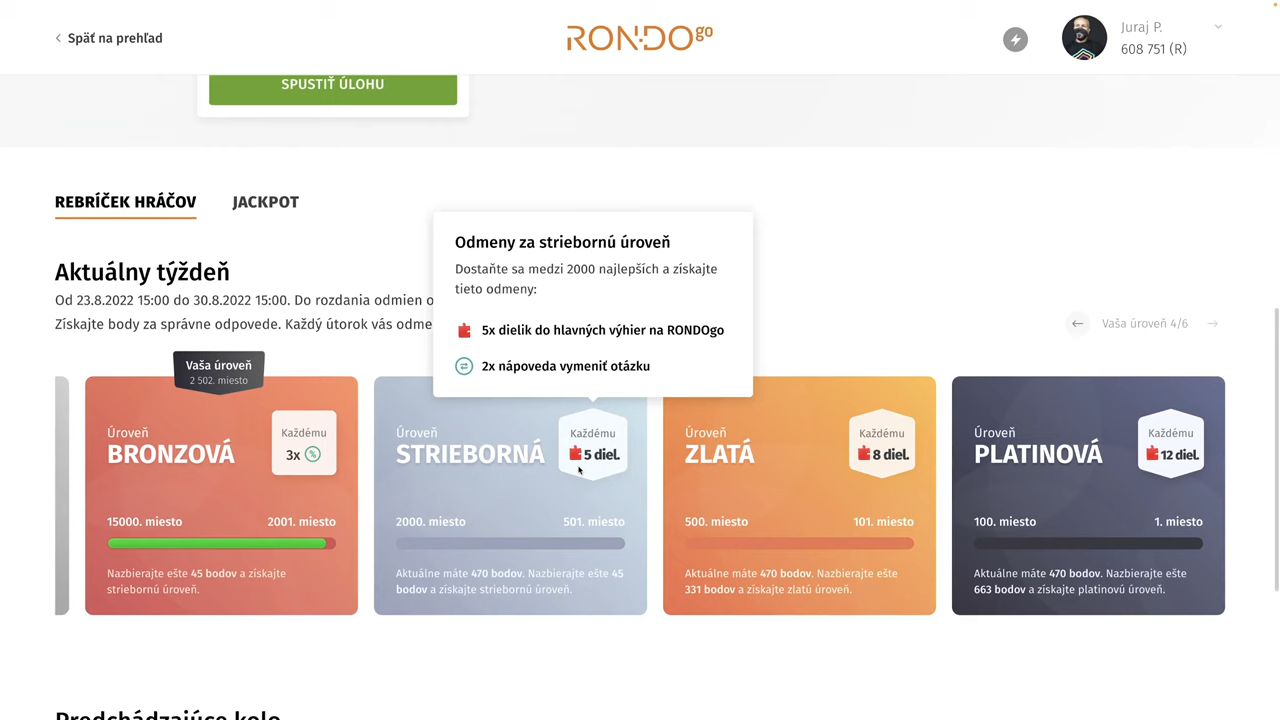 Späť na prehľad
RONDO go
Juraj P.
608 751 (R)
SPUSTIŤ ÚLOHU
REBRÍČEK HRÁČOV
JACKPOT
Odmeny za striebornú úroveň
Dostaňte sa medzi 2000 najlepších a získajte
tieto odmeny:
5x dielik do hlavných výhier na RONDOgo
2x nápoveda vymeniť otázku
Aktuálny týždeň
Od 23.8.2022 15:00 do 30.8.2022 15:00. Do rozdania odmien o
Získajte body za správne odpovede. Každý útorok vás odme
Vaša úroveň 4/6
Vaša úroveň
2 502. miesto
Úroveň
BRONZOVÁ
Každému
3x %
15000. miesto
2001. miesto
Nazbierajte ešte 45 bodov a získajte
striebornú úroveň.
Úroveň
STRIEBORNÁ
Každému
5 diel.
2000. miesto
501. miesto
Aktuálne máte 470 bodov. Nazbierajte ešte 45
bodov a získajte striebornú úroveň.
Úroveň
ZLATÁ
Každému
8 diel.
500. miesto
101. miesto
Aktuálne máte 470 bodov. Nazbierajte ešte
331 bodov a získajte zlatú úroveň.
Úroveň
PLATINOVÁ
Každému
12 diel.
100. miesto
1. miesto
Aktuálne máte 470 bodov. Nazbierajte ešte
663 bodov a získajte platinovú úroveň.
Predchádzajúce kolo